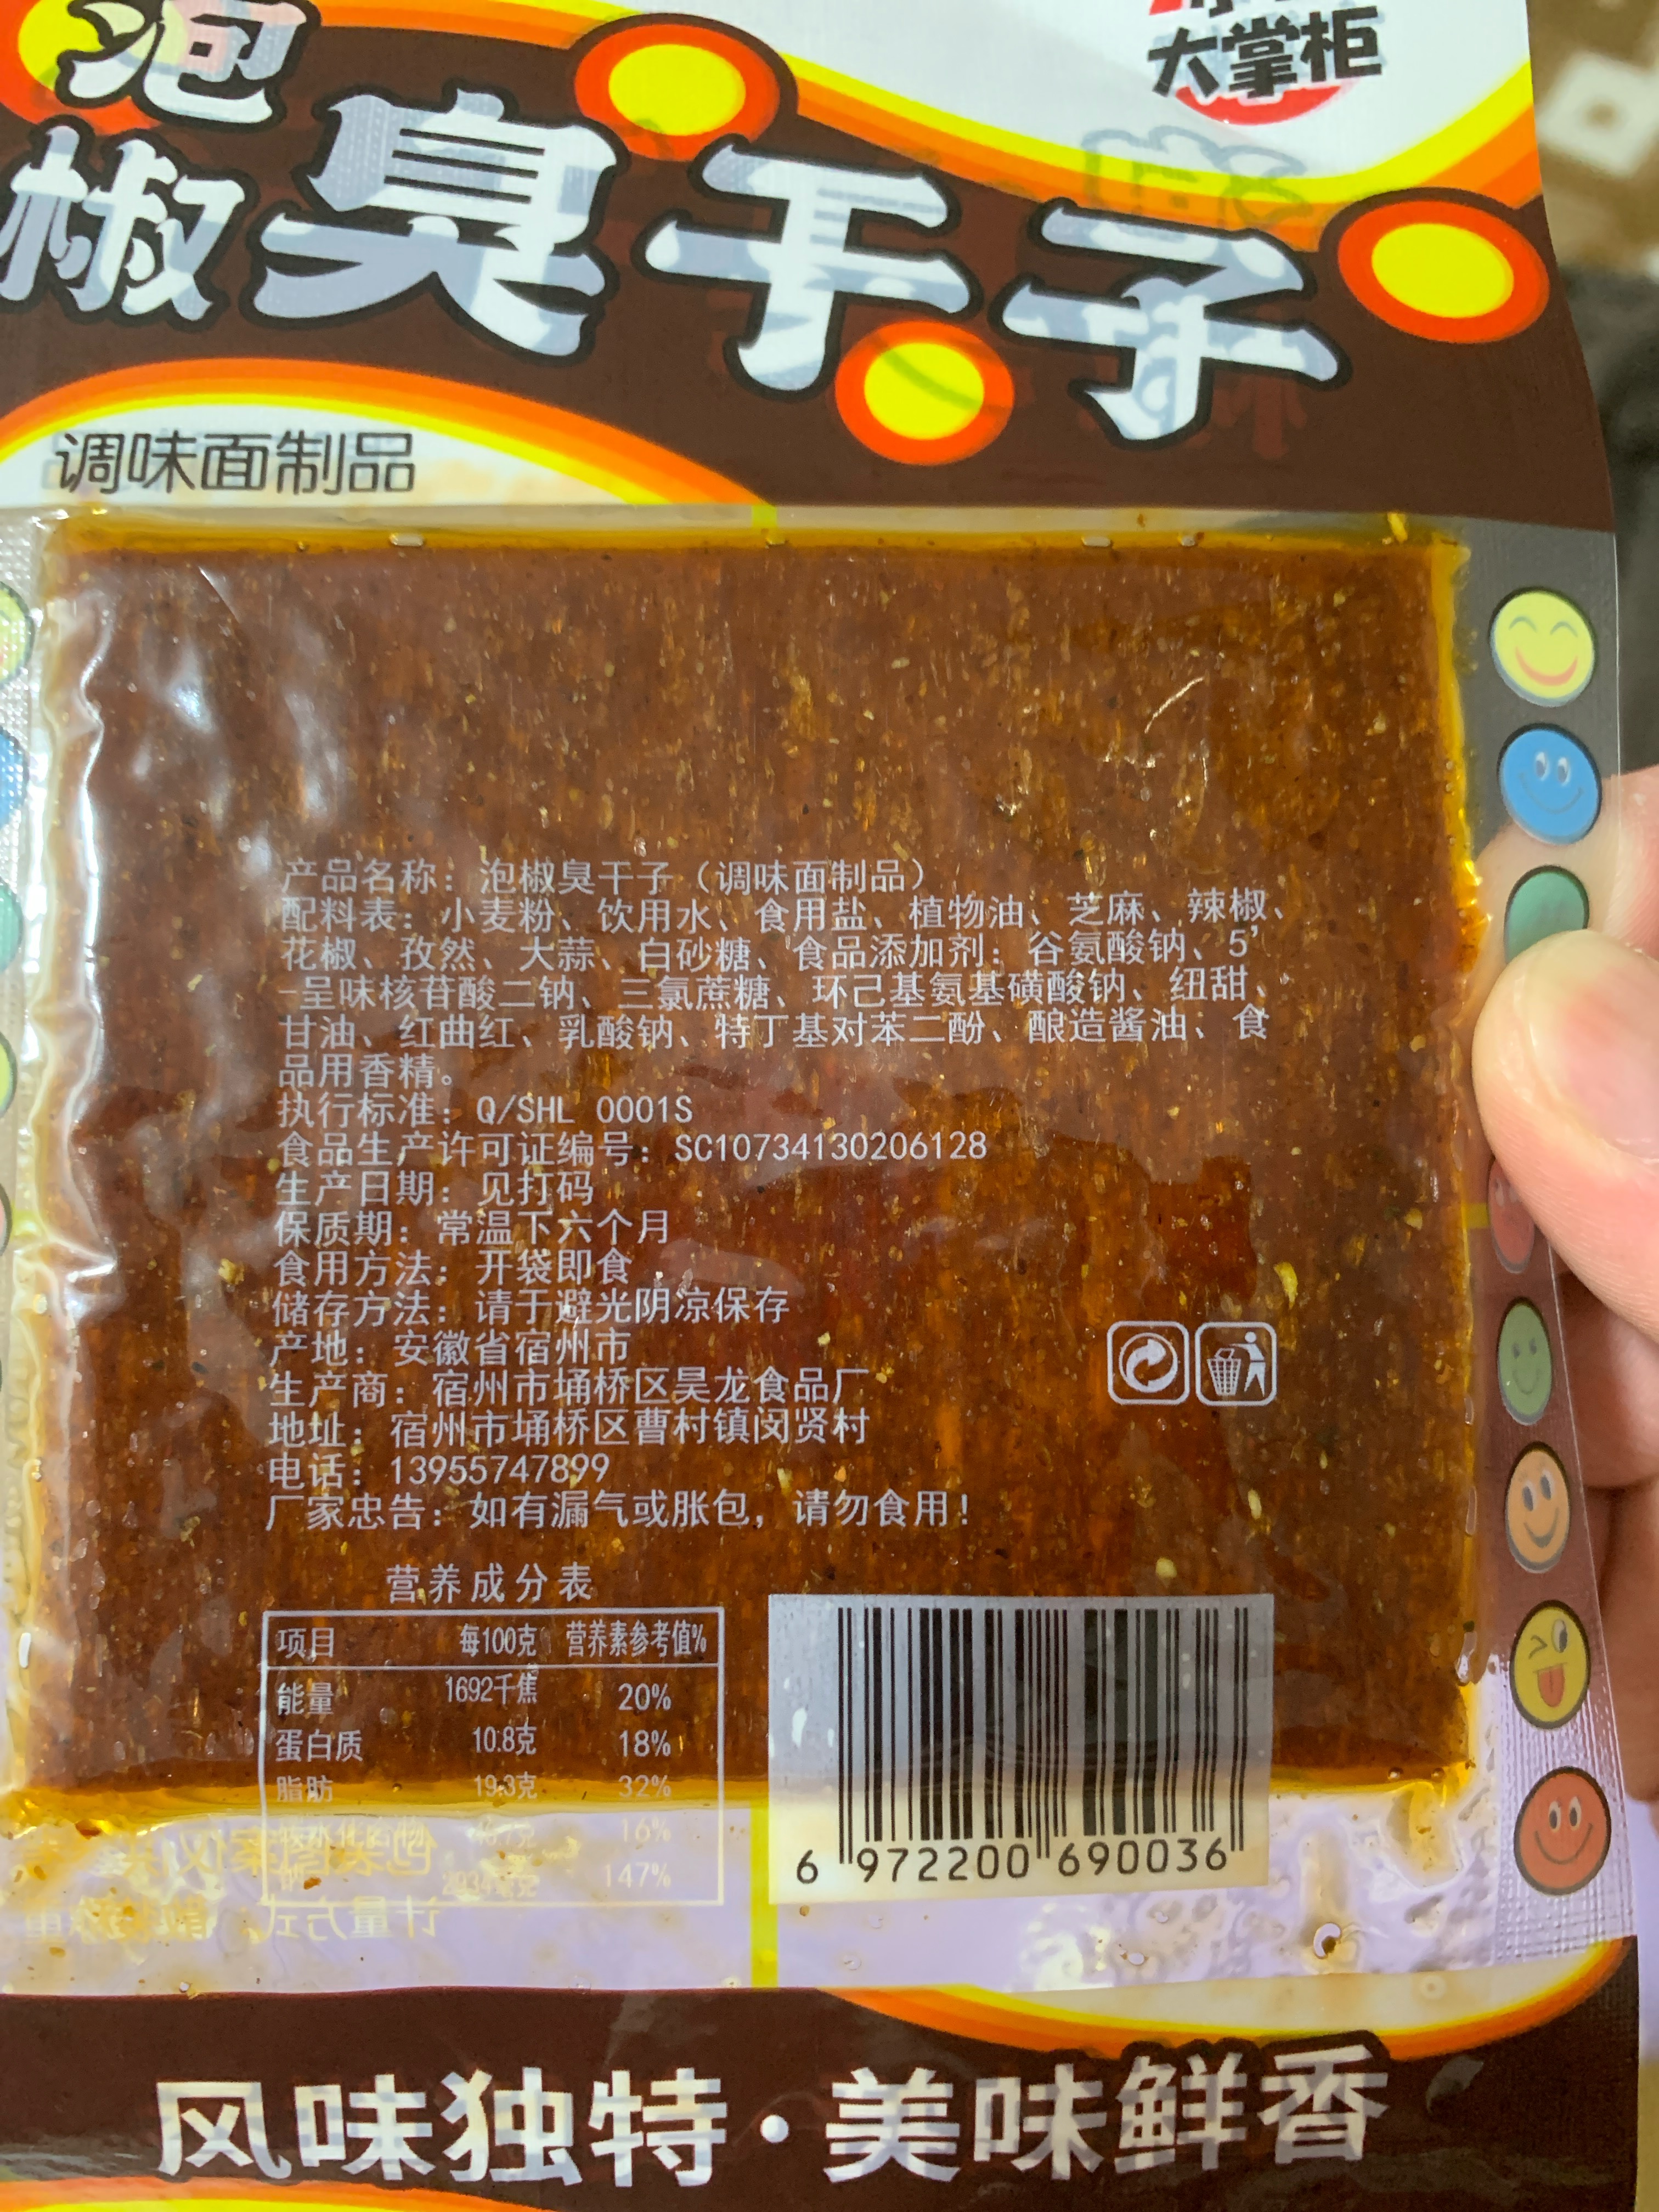 大掌柜
泡
椒臭干子
调味面制品
产品名称：泡椒臭干子（调味面制品）
配料表：小麦粉、饮用水、食用盐、植物油、芝麻、辣椒、
花椒、孜然、大蒜、白砂糖、食品添加剂：谷氨酸钠、5’
-呈味核苷酸二钠、三氯蔗糖、环己基氨基磺酸钠、纽甜、
甘油、红曲红、乳酸钠、特丁基对苯二酚、酿造酱油、食
品用香精。
执行标准：Q/SHL 0001S
食品生产许可证编号：SC10734130206128
生产日期：见打码
保质期：常温下六个月
食用方法：开袋即食
储存方法：请于避光阴凉保存
产地：安徽省宿州市
生产商：宿州市埇桥区昊龙食品厂
地址：宿州市埇桥区曹村镇闵贤村
电话：13955747899
厂家忠告：如有漏气或胀包，请勿食用！
营养成分表
项目 每100克 营养素参考值%
能量 1692千焦 20%
蛋白质 10.8克 18%
脂肪 19.3克 32%
16%
147%
6 972200 690036
计量方式：
风味独特·美味鲜香